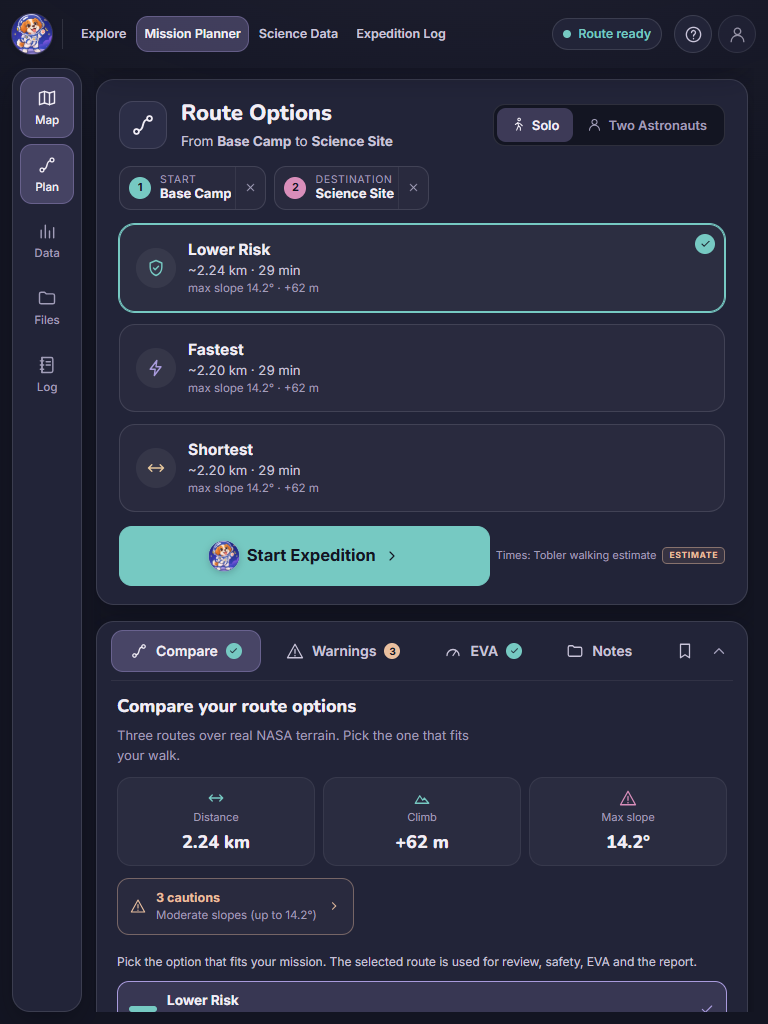 Explore
Mission Planner
Science Data
Expedition Log
Route ready
Map
Plan
Data
Files
Log
Route Options
From Base Camp to Science Site
Solo
Two Astronauts
1
START
Base Camp
2
DESTINATION
Science Site
Lower Risk
~2.24 km · 29 min
max slope 14.2° · +62 m
Fastest
~2.20 km · 29 min
max slope 14.2° · +62 m
Shortest
~2.20 km · 29 min
max slope 14.2° · +62 m
Start Expedition
Times: Tobler walking estimate
ESTIMATE
Compare
Warnings 3
EVA
Notes
Compare your route options
Three routes over real NASA terrain. Pick the one that fits
your walk.
Distance
2.24 km
Climb
+62 m
Max slope
14.2°
3 cautions
Moderate slopes (up to 14.2°)
Pick the option that fits your mission. The selected route is used for review, safety, EVA and the report.
Lower Risk